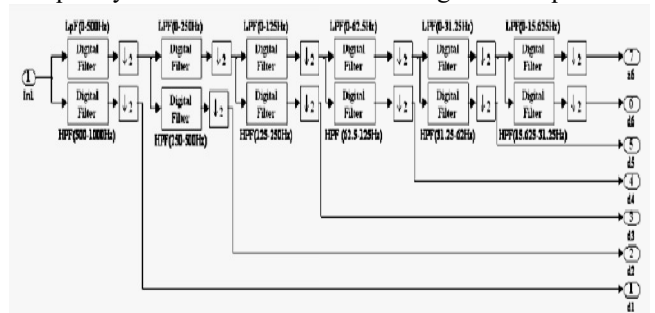 LpF(0-500Hz) LPF(0-250Hz) LPF(0-125Hz) LPF(0-62.5Hz) LPF(0-31.25Hz) LPF(0-15.625Hz)
Digital Filter ↓2 Digital Filter ↓2 Digital Filter ↓2 Digital Filter ↓2 Digital Filter ↓2 Digital Filter ↓2 7
1 a6
In1 Digital Filter ↓2 Digital Filter ↓2 Digital Filter ↓2 Digital Filter ↓2 Digital Filter ↓2 Digital Filter ↓2 6
d6
HPF(500-1000Hz) HPF(250-500Hz) HPF(125-250Hz) HPF (62.5-125Hz) HPF(31.25-62Hz) HPF(15.625-31.25Hz)
5
d5
4
d4
3
d3
2
d2
1
d1